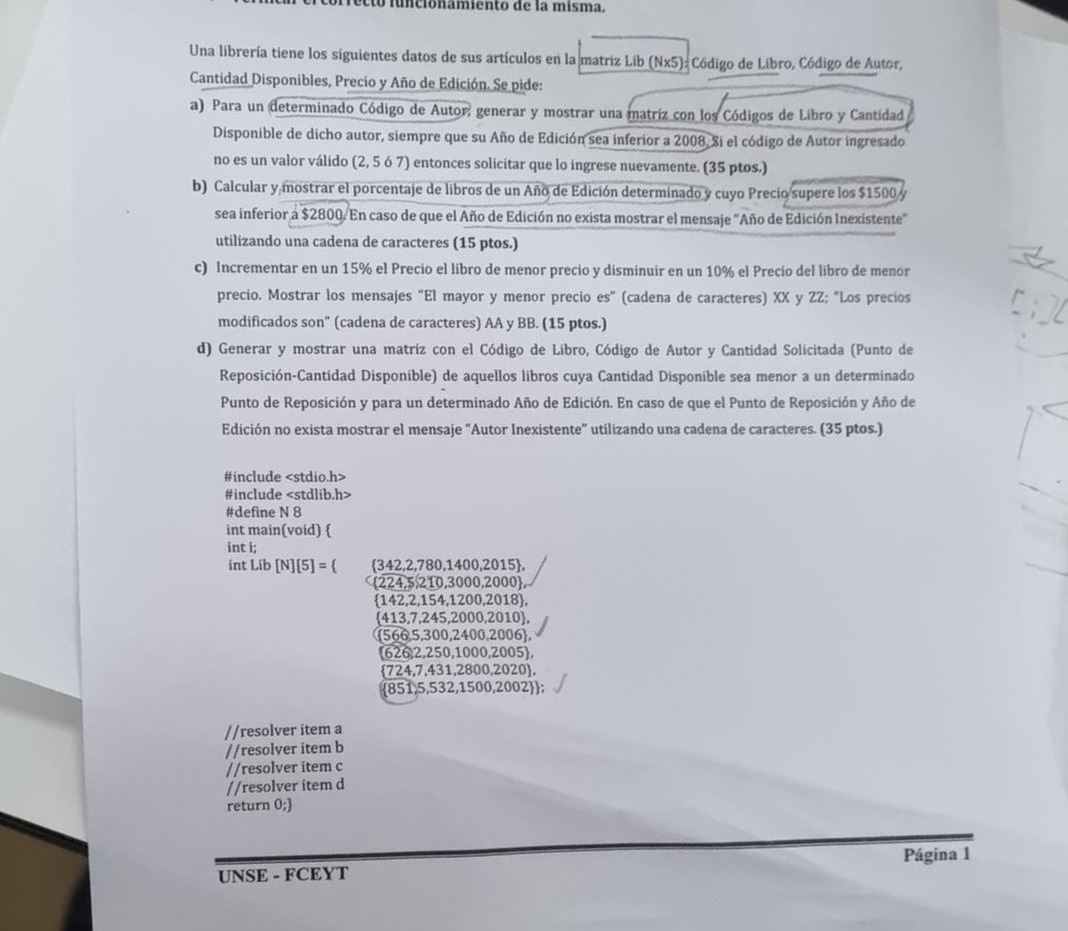 el correcto funcionamiento de la misma.
Una librería tiene los siguientes datos de sus artículos en la matriz Lib (Nx5): Código de Libro, Código de Autor,
Cantidad Disponibles, Precio y Año de Edición. Se pide:
a) Para un determinado Código de Autor, generar y mostrar una matriz con los Códigos de Libro y Cantidad
Disponible de dicho autor, siempre que su Año de Edición sea inferior a 2008. Si el código de Autor ingresado
no es un valor válido (2, 5 ó 7) entonces solicitar que lo ingrese nuevamente. (35 ptos.)
b) Calcular y mostrar el porcentaje de libros de un Año de Edición determinado y cuyo Precio supere los $1500 y
sea inferior a $2800. En caso de que el Año de Edición no exista mostrar el mensaje "Año de Edición Inexistente"
utilizando una cadena de caracteres (15 ptos.)
c) Incrementar en un 15% el Precio el libro de menor precio y disminuir en un 10% el Precio del libro de menor
precio. Mostrar los mensajes "El mayor y menor precio es" (cadena de caracteres) XX y ZZ; "Los precios
modificados son" (cadena de caracteres) AA y BB. (15 ptos.)
d) Generar y mostrar una matriz con el Código de Libro, Código de Autor y Cantidad Solicitada (Punto de
Reposición-Cantidad Disponible) de aquellos libros cuya Cantidad Disponible sea menor a un determinado
Punto de Reposición y para un determinado Año de Edición. En caso de que el Punto de Reposición y Año de
Edición no exista mostrar el mensaje "Autor Inexistente" utilizando una cadena de caracteres. (35 ptos.)
#include <stdio.h>
#include <stdlib.h>
#define N 8
int main(void) {
int i;
int Lib [N][5] = { {342,2,780,1400,2015},
{224,5,210,3000,2000},
{142,2,154,1200,2018},
{413,7,245,2000,2010},
{566,5,300,2400,2006},
{626,2,250,1000,2005},
{724,7,431,2800,2020},
{851,5,532,1500,2002}};
//resolver item a
//resolver item b
//resolver item c
//resolver item d
return 0;}
Página 1
UNSE - FCEYT